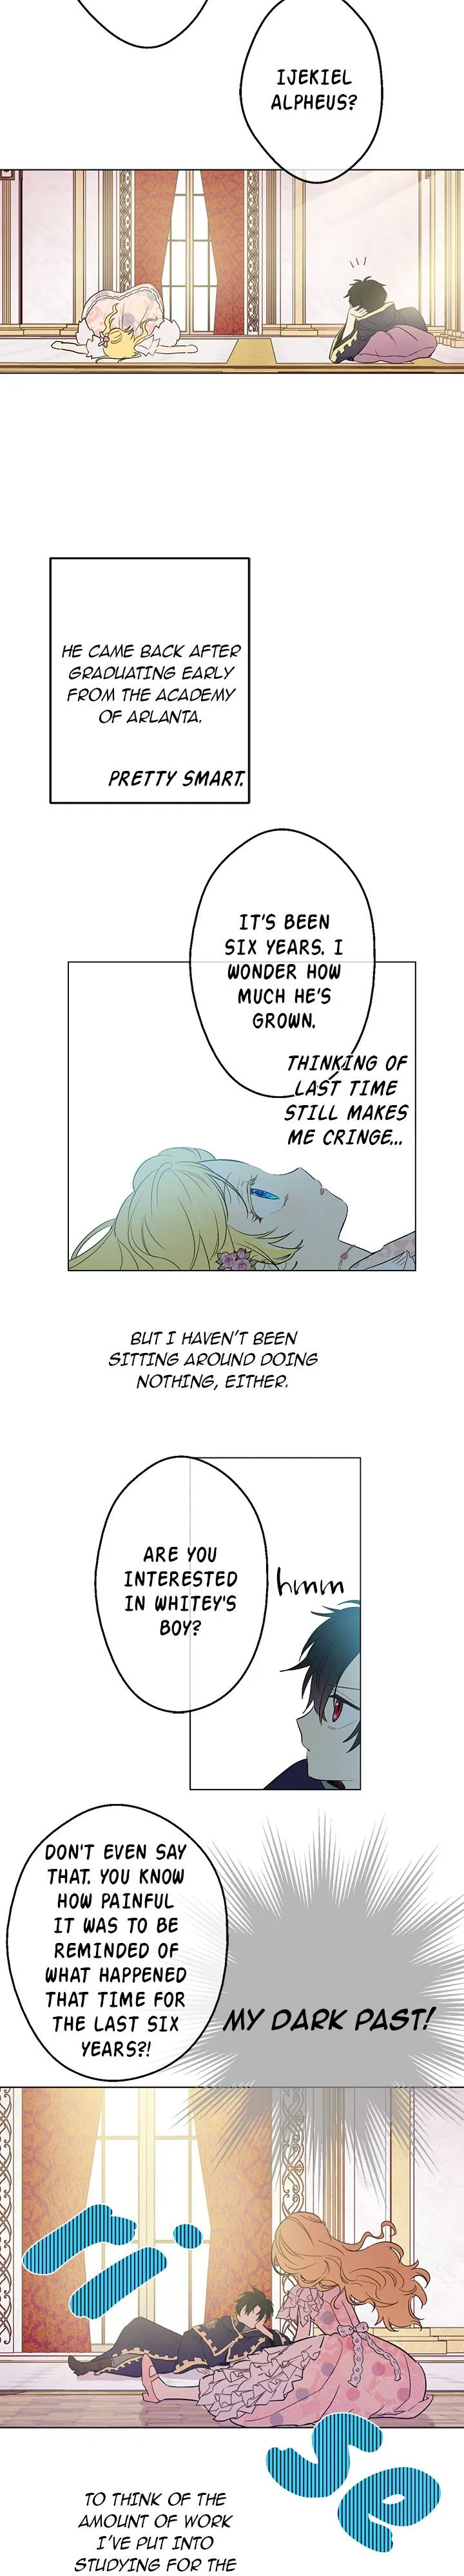 IJEKIEL
ALPHEUS?
HE CAME BACK AFTER
GRADUATING EARLY
FROM THE ACADEMY
OF ARLANTA.
PRETTY SMART.
IT'S BEEN
SIX YEARS. I
WONDER HOW
MUCH HE'S
GROWN.
THINKING OF
LAST TIME
STILL MAKES
ME CRINGE...
BUT I HAVEN'T BEEN
SITTING AROUND DOING
NOTHING, EITHER.
ARE YOU
INTERESTED
IN WHITEY'S
BOY?
hmm
DON'T EVEN SAY
THAT. YOU KNOW
HOW PAINFUL
IT WAS TO BE
REMINDED OF
WHAT HAPPENED
THAT TIME FOR
THE LAST SIX
YEARS?!
MY DARK PAST!
ri
se
TO THINK OF THE
AMOUNT OF WORK
I'VE PUT INTO
STUDYING FOR THE